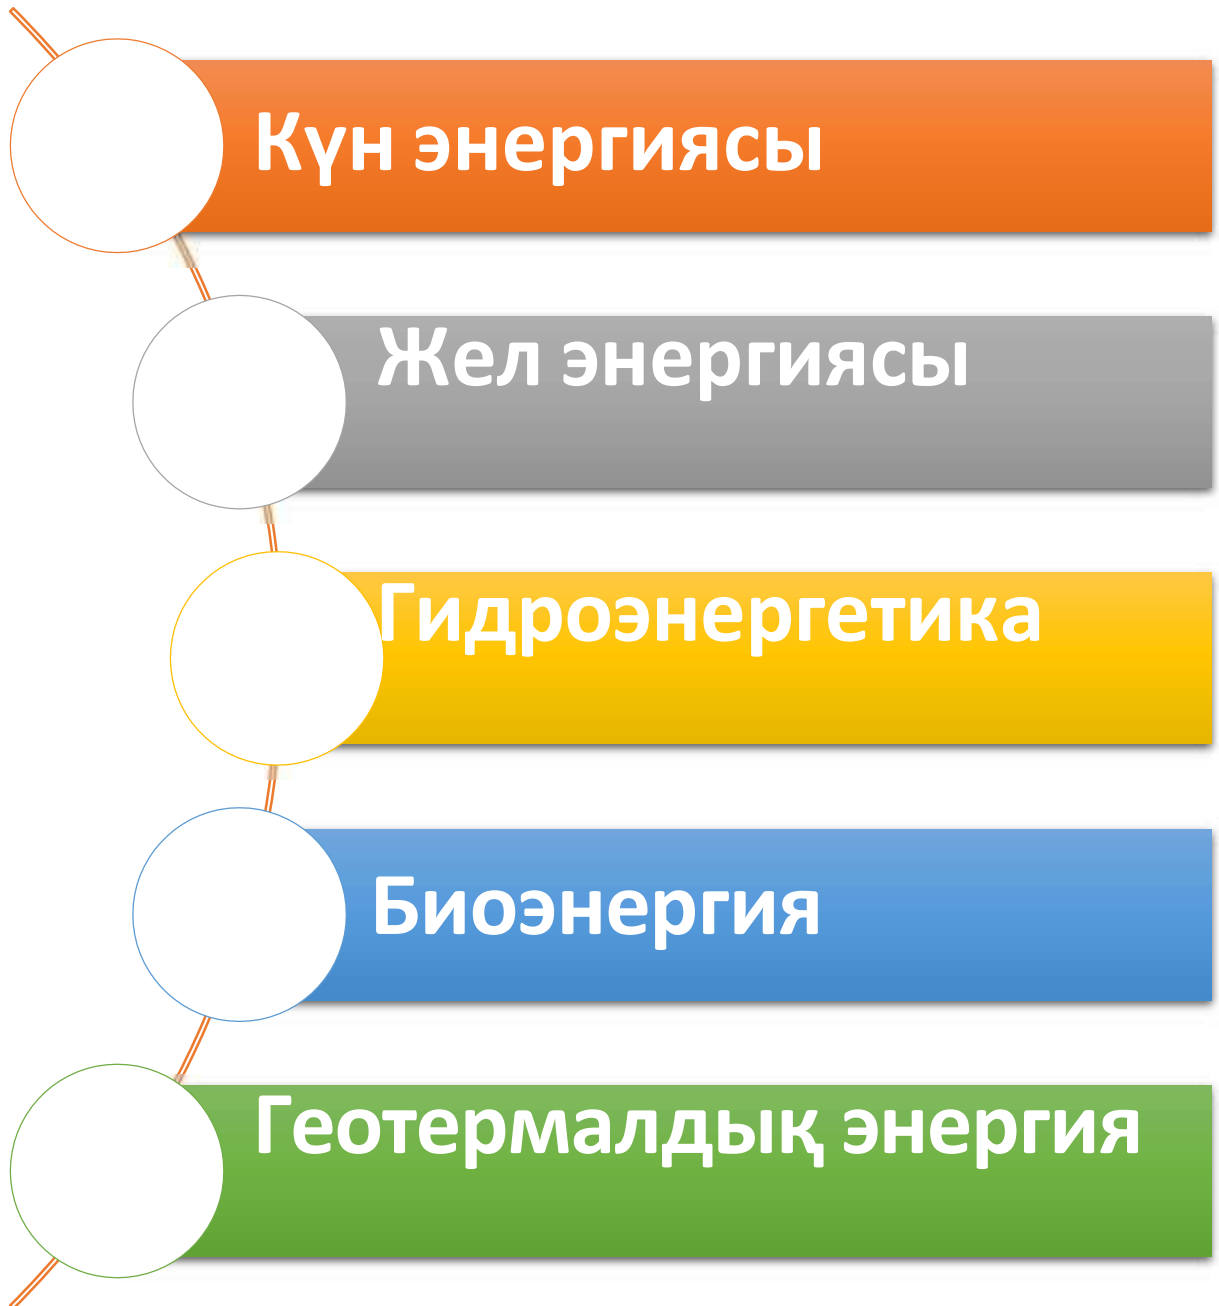 Күн энергиясы
Жел энергиясы
Гидроэнергетика
Биоэнергия
Геотермалдық энергия